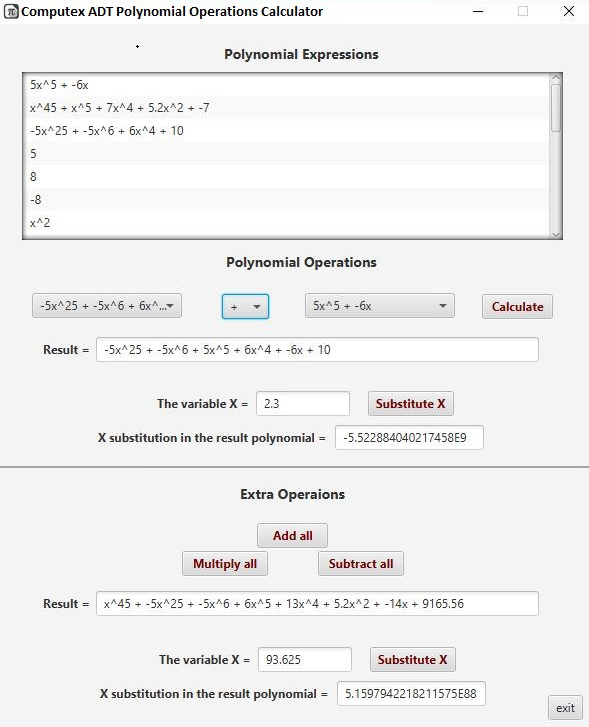 π Computex ADT Polynomial Operations Calculator
Polynomial Expressions
5x^5 + -6x
x^45 + x^5 + 7x^4 + 5.2x^2 + -7
-5x^25 + -5x^6 + 6x^4 + 10
5
8
-8
x^2
Polynomial Operations
-5x^25 + -5x^6 + 6x^... + 5x^5 + -6x Calculate
Result = -5x^25 + -5x^6 + 5x^5 + 6x^4 + -6x + 10
The variable X = 2.3 Substitute X
X substitution in the result polynomial = -5.522884040217458E9
Extra Operaions
Add all
Multiply all Subtract all
Result = x^45 + -5x^25 + -5x^6 + 6x^5 + 13x^4 + 5.2x^2 + -14x + 9165.56
The variable X = 93.625 Substitute X
X substitution in the result polynomial = 5.1597942218211575E88
exit